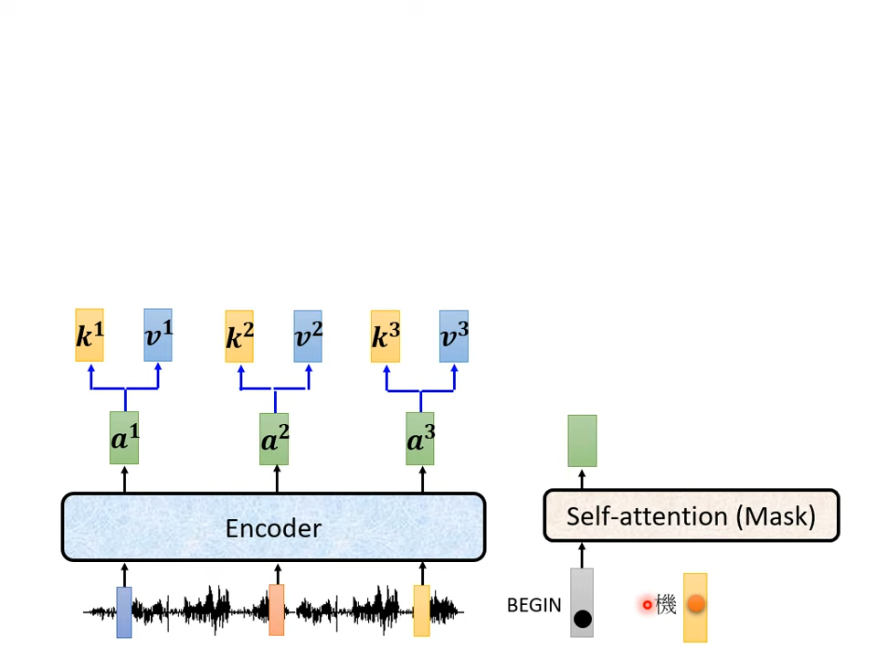 k¹ v¹ k² v² k³ v³
a¹ a² a³
Encoder
Self-attention (Mask)
BEGIN
機